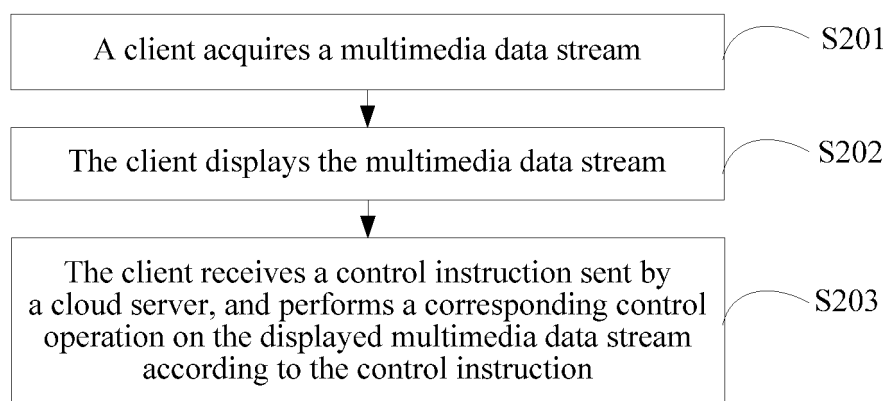 A client acquires a multimedia data stream
S201
The client displays the multimedia data stream
S202
The client receives a control instruction sent by
a cloud server, and performs a corresponding control
operation on the displayed multimedia data stream
according to the control instruction
S203